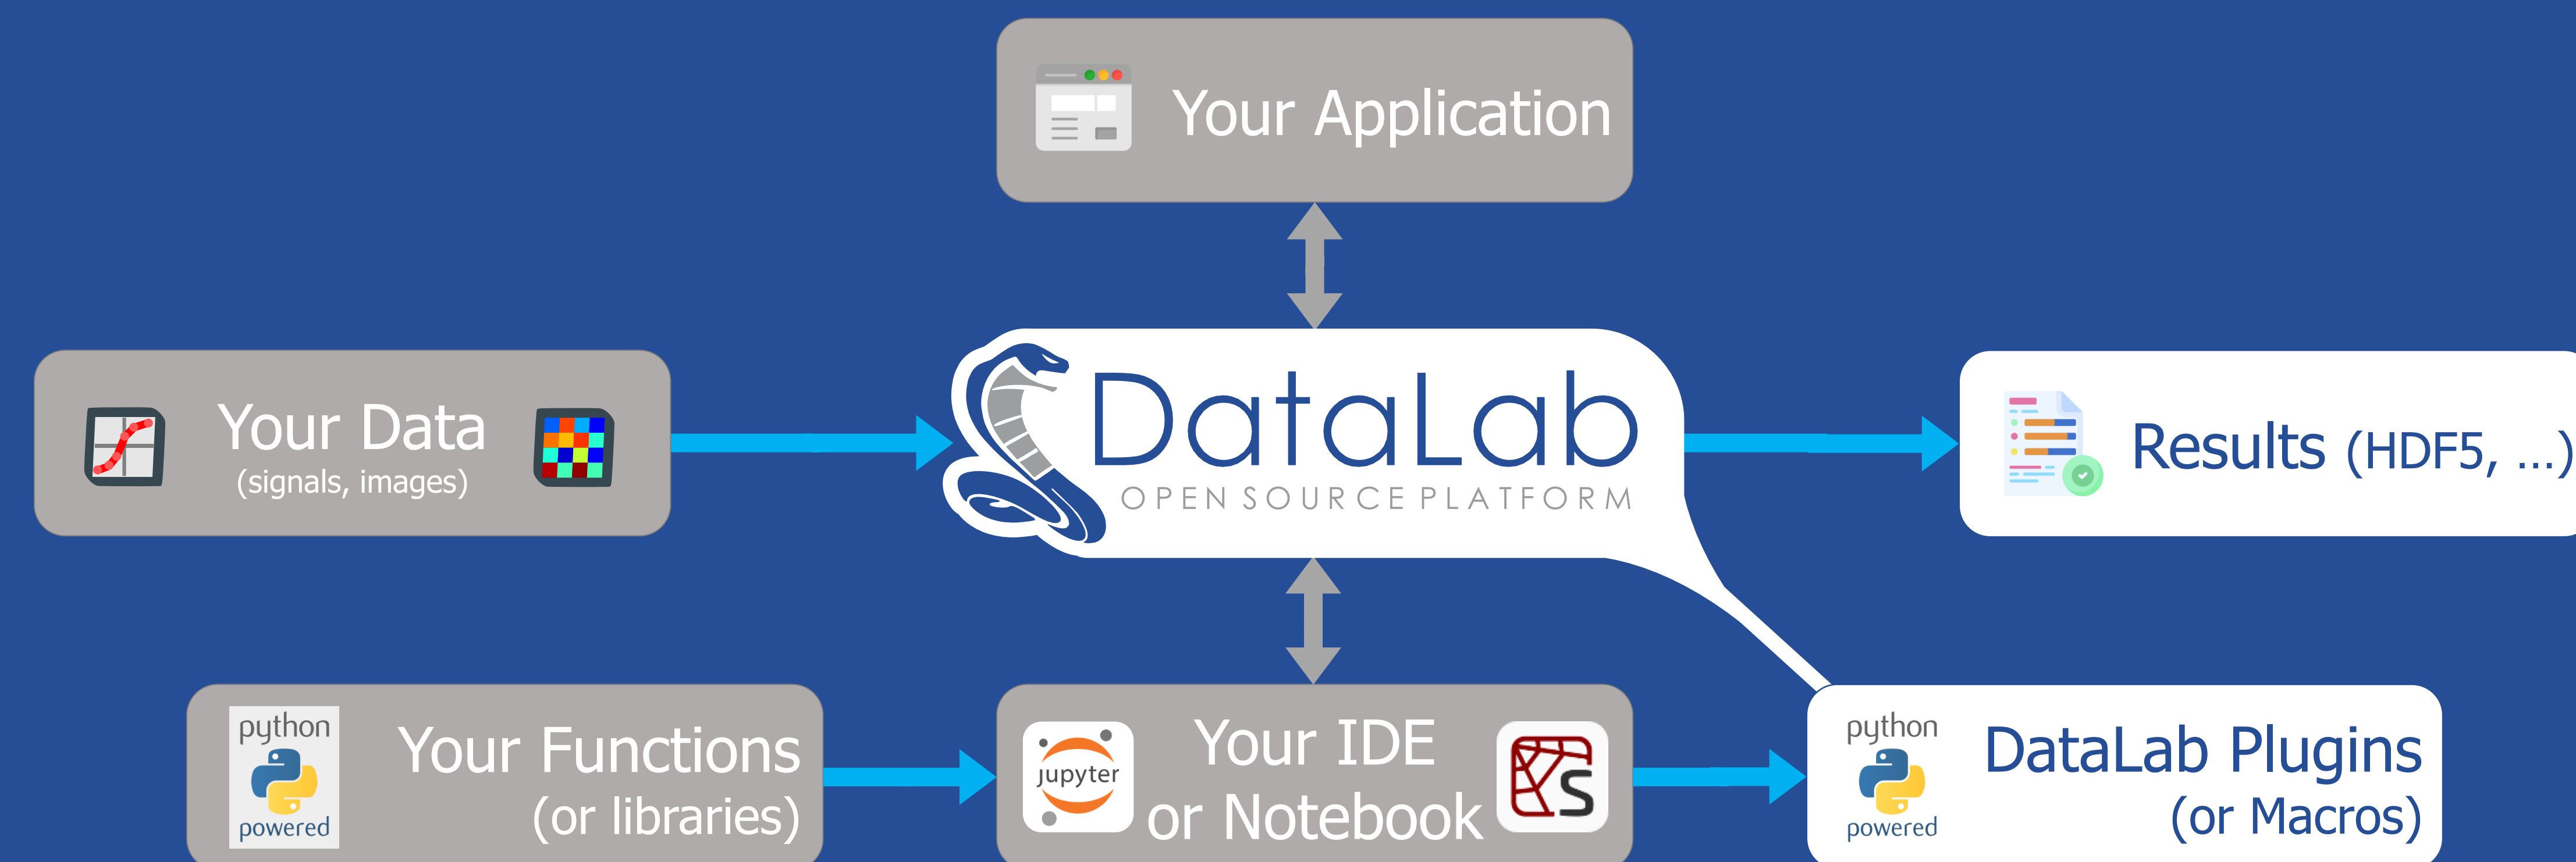 Your Application
Your Data
(signals, images)
DataLab
OPEN SOURCE PLATFORM
Results (HDF5, ...)
python
powered
Your Functions
(or libraries)
jupyter
Your IDE
or Notebook
S
python
powered
DataLab Plugins
(or Macros)